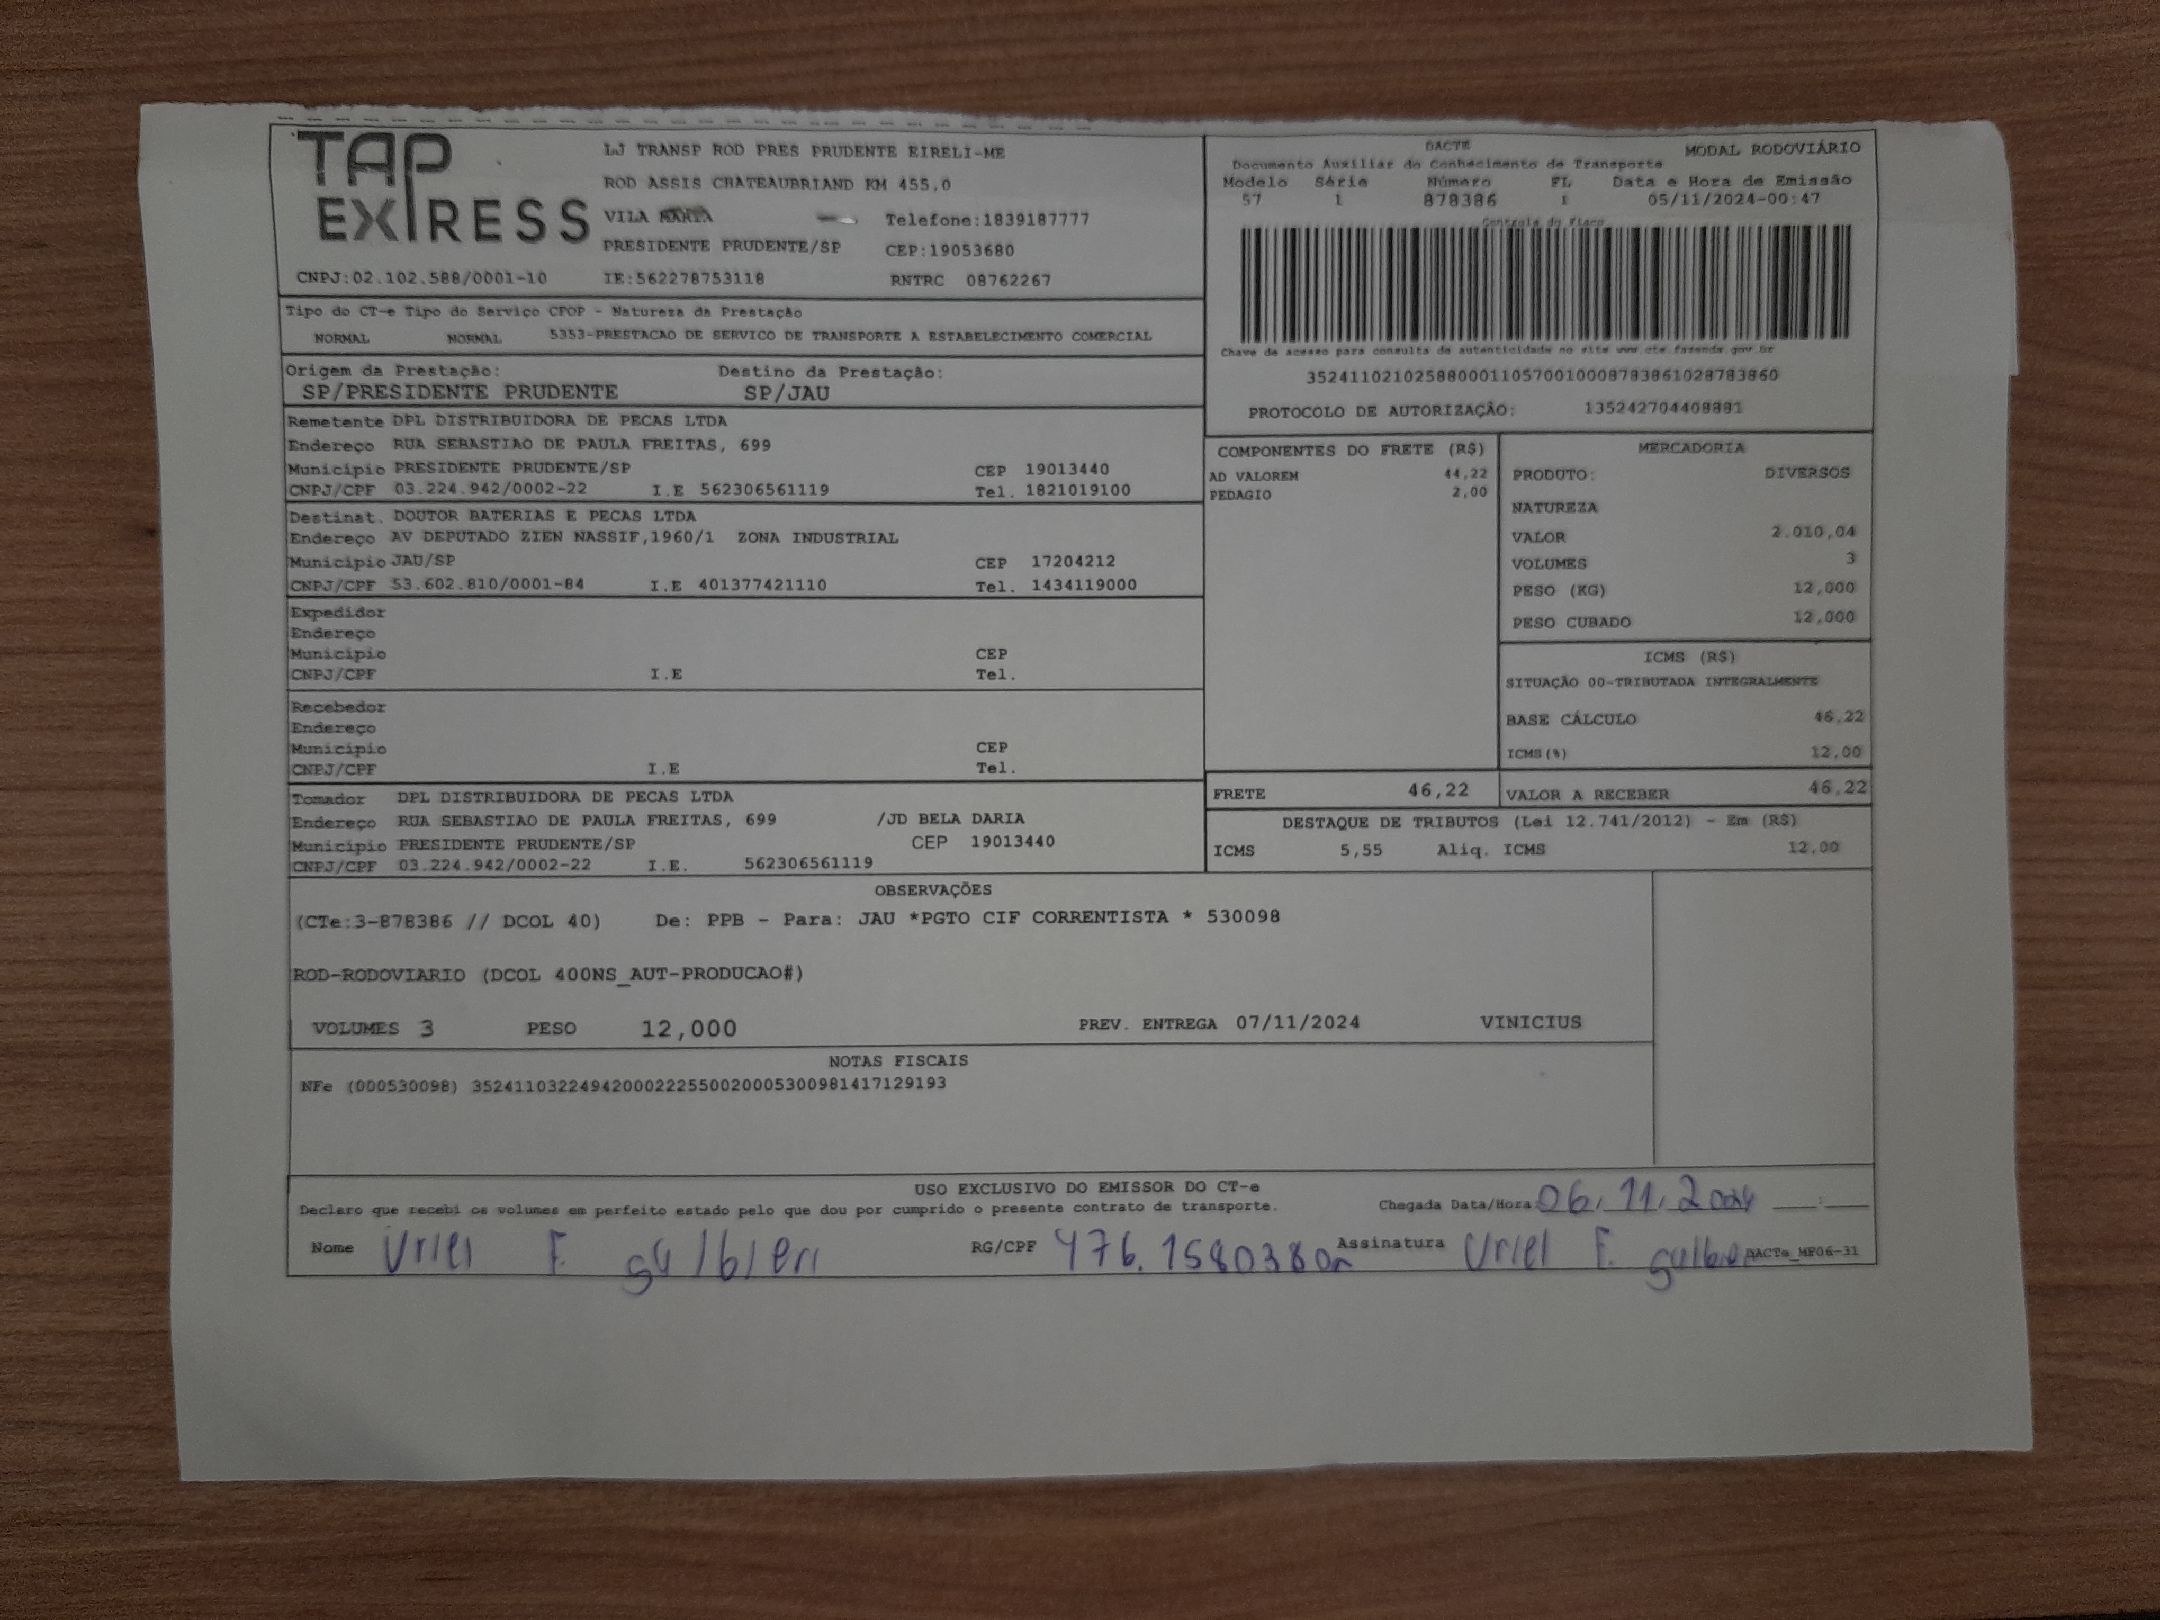 TAP EXPRESS
LJ TRANSP ROD PRES PRUDENTE EIRELI-ME
ROD ASSIS CHATEAUBRIAND KM 455,0
VILA MARIA Telefone:1839187777
PRESIDENTE PRUDENTE/SP CEP:19053680
CNPJ:02.102.588/0001-10 IE:562278753118 RNTRC 08762267
DACTE MODAL RODOVIÁRIO
Documento Auxiliar do Conhecimento de Transporte
Modelo Série Número FL Data e Hora de Emissão
57 1 878386 1 05/11/2024-00:47
Controle do Fisco
Chave de acesso para consulta de autenticidade no site www.cte.fazenda.gov.br
35241102102588000110570010008783861028783860
PROTOCOLO DE AUTORIZAÇÃO: 135242704408881
Tipo do CT-e Tipo do Serviço CFOP - Natureza da Prestação
NORMAL NORMAL 5353-PRESTACAO DE SERVICO DE TRANSPORTE A ESTABELECIMENTO COMERCIAL
Origem da Prestação: Destino da Prestação:
SP/PRESIDENTE PRUDENTE SP/JAU
Remetente DPL DISTRIBUIDORA DE PECAS LTDA
Endereço RUA SEBASTIAO DE PAULA FREITAS, 699
Municipio PRESIDENTE PRUDENTE/SP CEP 19013440
CNPJ/CPF 03.224.942/0002-22 I.E 562306561119 Tel. 1821019100
Destinat. DOUTOR BATERIAS E PECAS LTDA
Endereço AV DEPUTADO ZIEN NASSIF,1960/1 ZONA INDUSTRIAL
Municipio JAU/SP CEP 17204212
CNPJ/CPF 53.602.810/0001-84 I.E 401377421110 Tel. 1434119000
Expedidor
Endereço
Municipio CEP
CNPJ/CPF I.E Tel.
Recebedor
Endereço
Municipio CEP
CNPJ/CPF I.E Tel.
Tomador DPL DISTRIBUIDORA DE PECAS LTDA
Endereço RUA SEBASTIAO DE PAULA FREITAS, 699 /JD BELA DARIA
Municipio PRESIDENTE PRUDENTE/SP CEP 19013440
CNPJ/CPF 03.224.942/0002-22 I.E. 562306561119
COMPONENTES DO FRETE (R$)
AD VALOREM 44,22
PEDAGIO 2,00
MERCADORIA
PRODUTO: DIVERSOS
NATUREZA
VALOR 2.010,04
VOLUMES 3
PESO (KG) 12,000
PESO CUBADO 12,000
ICMS (R$)
SITUAÇÃO 00-TRIBUTADA INTEGRALMENTE
BASE CÁLCULO 46,22
ICMS(%) 12,00
FRETE 46,22 VALOR A RECEBER 46,22
DESTAQUE DE TRIBUTOS (Lei 12.741/2012) - Em (R$)
ICMS 5,55 Aliq. ICMS 12,00
OBSERVAÇÕES
(CTe:3-878386 // DCOL 40) De: PPB - Para: JAU *PGTO CIF CORRENTISTA * 530098
ROD-RODOVIARIO (DCOL 400NS_AUT-PRODUCAO#)
VOLUMES 3 PESO 12,000 PREV. ENTREGA 07/11/2024 VINICIUS
NOTAS FISCAIS
NFe (000530098) 35241103224942000222550020005300981417129193
USO EXCLUSIVO DO EMISSOR DO CT-e
Declaro que recebi os volumes em perfeito estado pelo que dou por cumprido o presente contrato de transporte. Chegada Data/Hora 06.11.2024 ___:___
Nome Uriel F. RG/CPF Assinatura Uriel F. DACTe_MF06-31